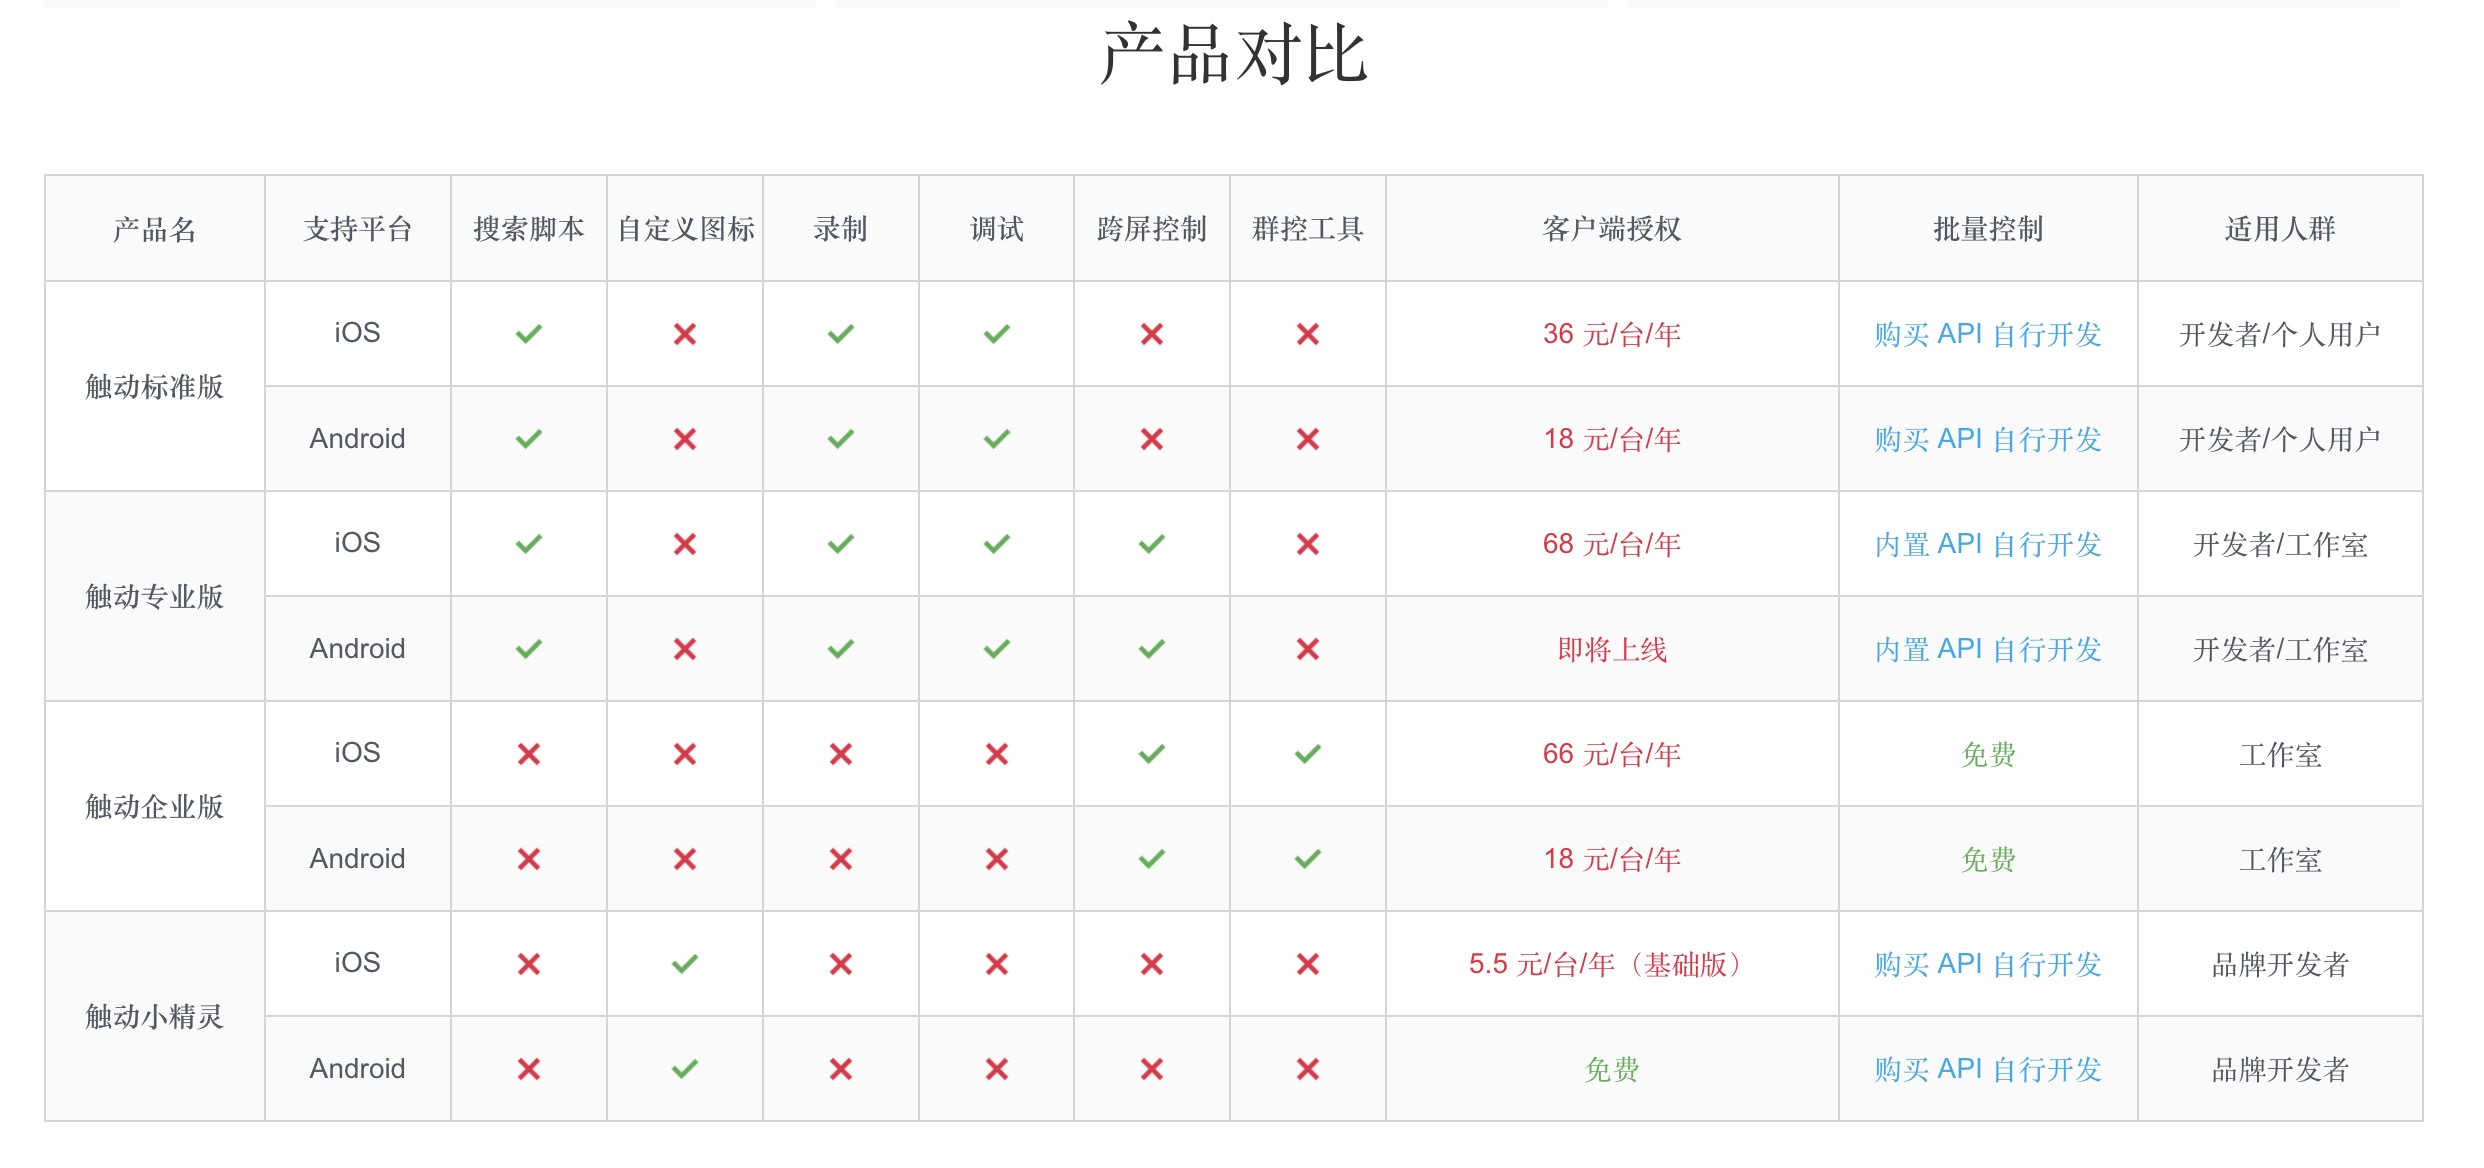 产品对比
产品名 支持平台 搜索脚本 自定义图标 录制 调试 跨屏控制 群控工具 客户端授权 批量控制 适用人群
触动标准版
iOS 36 元/台/年 购买 API 自行开发 开发者/个人用户
Android 18 元/台/年 购买 API 自行开发 开发者/个人用户
触动专业版
iOS 68 元/台/年 内置 API 自行开发 开发者/工作室
Android 即将上线 内置 API 自行开发 开发者/工作室
触动企业版
iOS 66 元/台/年 免费 工作室
Android 18 元/台/年 免费 工作室
触动小精灵
iOS 5.5 元/台/年（基础版） 购买 API 自行开发 品牌开发者
Android 免费 购买 API 自行开发 品牌开发者